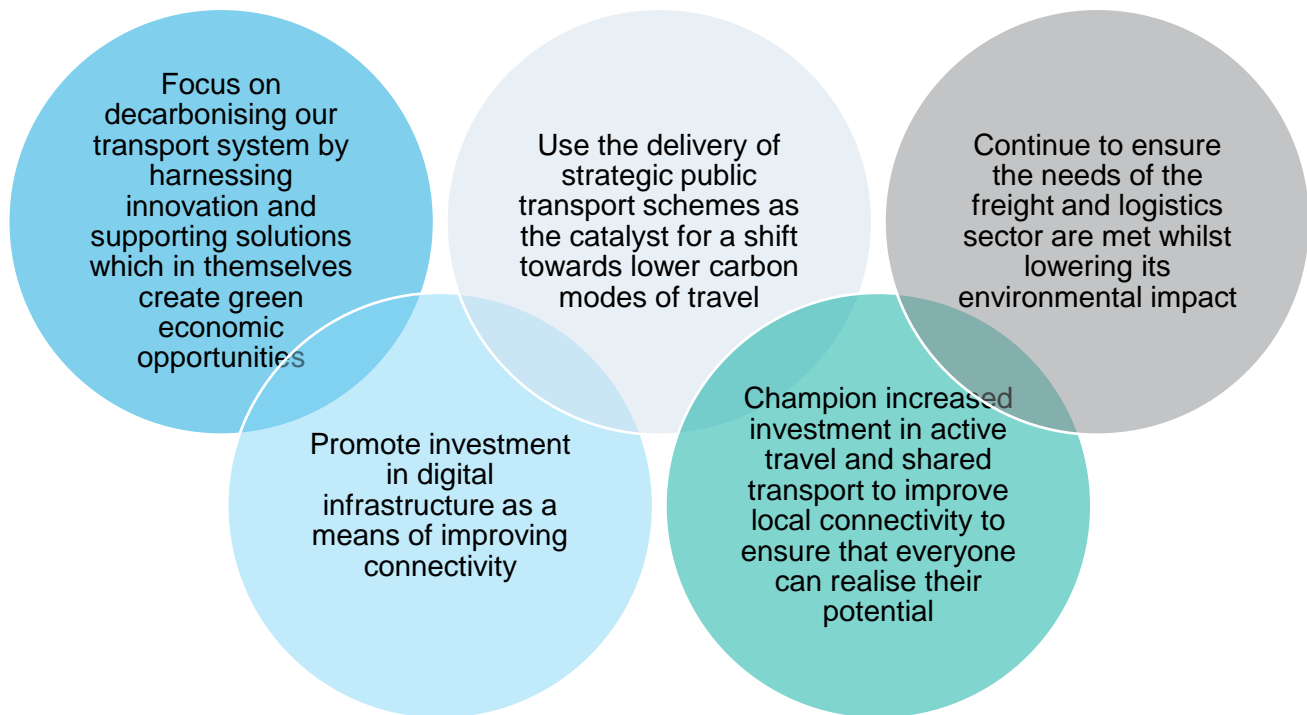 Focus on
decarbonising our
transport system by
harnessing
innovation and
supporting solutions
which in themselves
create green
economic
opportunities
Promote investment
in digital
infrastructure as a
means of improving
connectivity
Use the delivery of
strategic public
transport schemes as
the catalyst for a shift
towards lower carbon
modes of travel
Champion increased
investment in active
travel and shared
transport to improve
local connectivity to
ensure that everyone
can realise their
potential
Continue to ensure
the needs of the
freight and logistics
sector are met whilst
lowering its
environmental impact